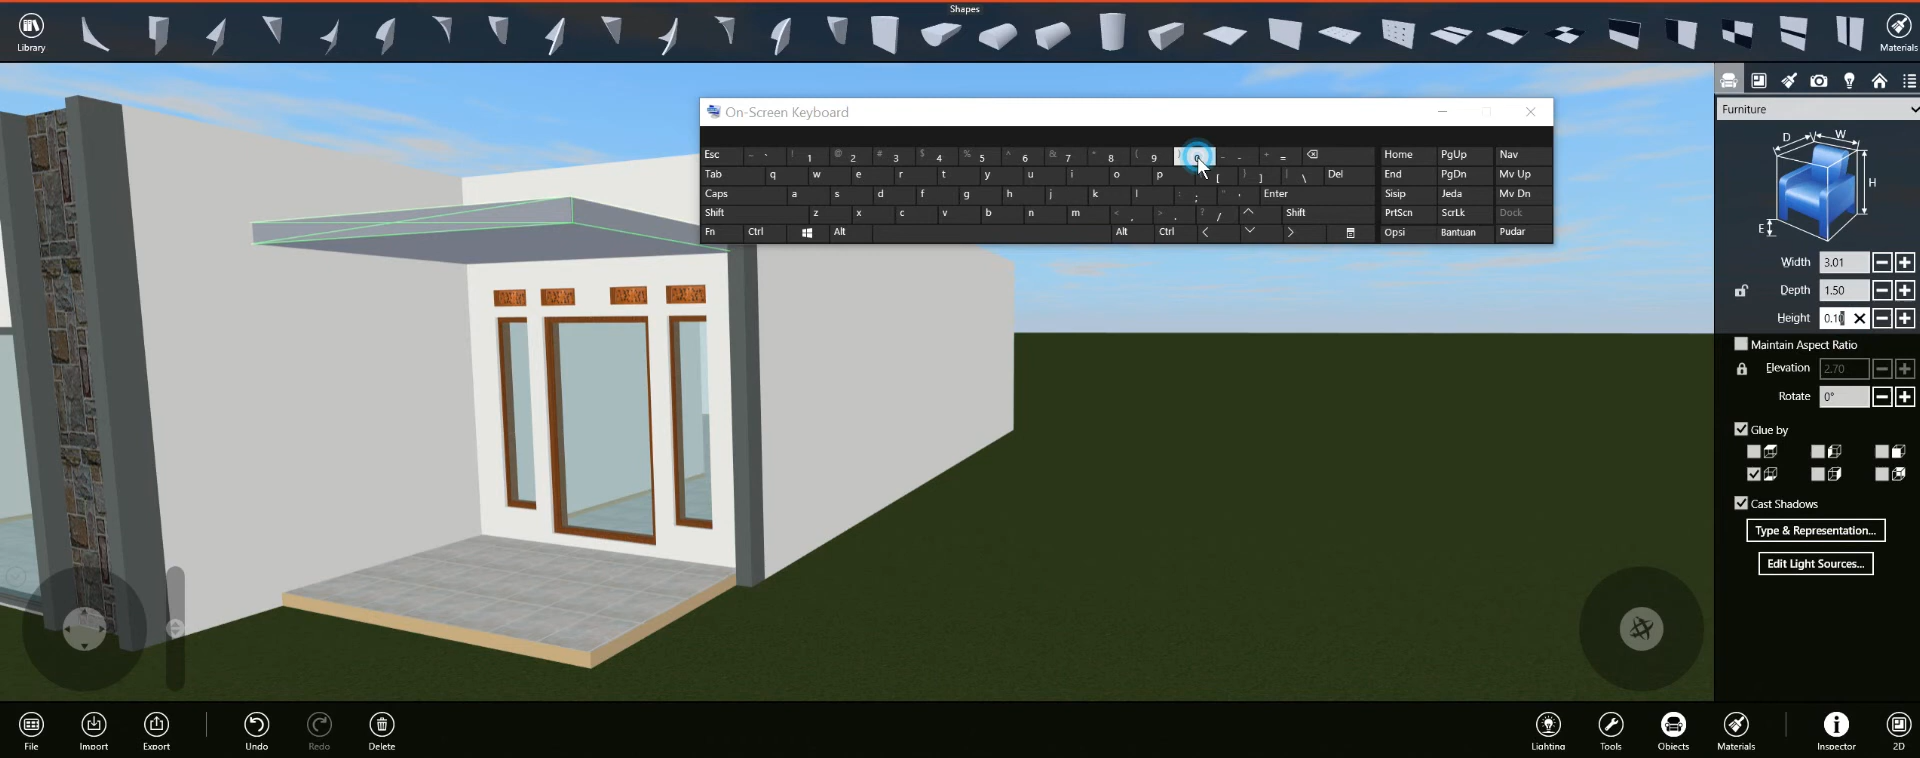 Shapes
Library
Materials
On-Screen Keyboard
Esc ~ ` ! 1 @ 2 # 3 $ 4 % 5 ^ 6 & 7 * 8 ( 9 ) 0 _ - + = Home PgUp Nav
Tab q w e r t y u i o p [ } ] | \ Del End PgDn Mv Up
Caps a s d f g h j k l : ; " ' Enter Sisip Jeda Mv Dn
Shift z x c v b n m < , > . ? / Shift PrtScn ScrLk Dock
Fn Ctrl Alt Alt Ctrl Opsi Bantuan Pudar
Furniture
D W
H
E
Width 3.01
Depth 1.50
Height 0.10
Maintain Aspect Ratio
Elevation 2.70
Rotate 0°
Glue by
Cast Shadows
Type & Representation...
Edit Light Sources...
File Import Export Undo Redo Delete Lighting Tools Objects Materials Inspector 2D